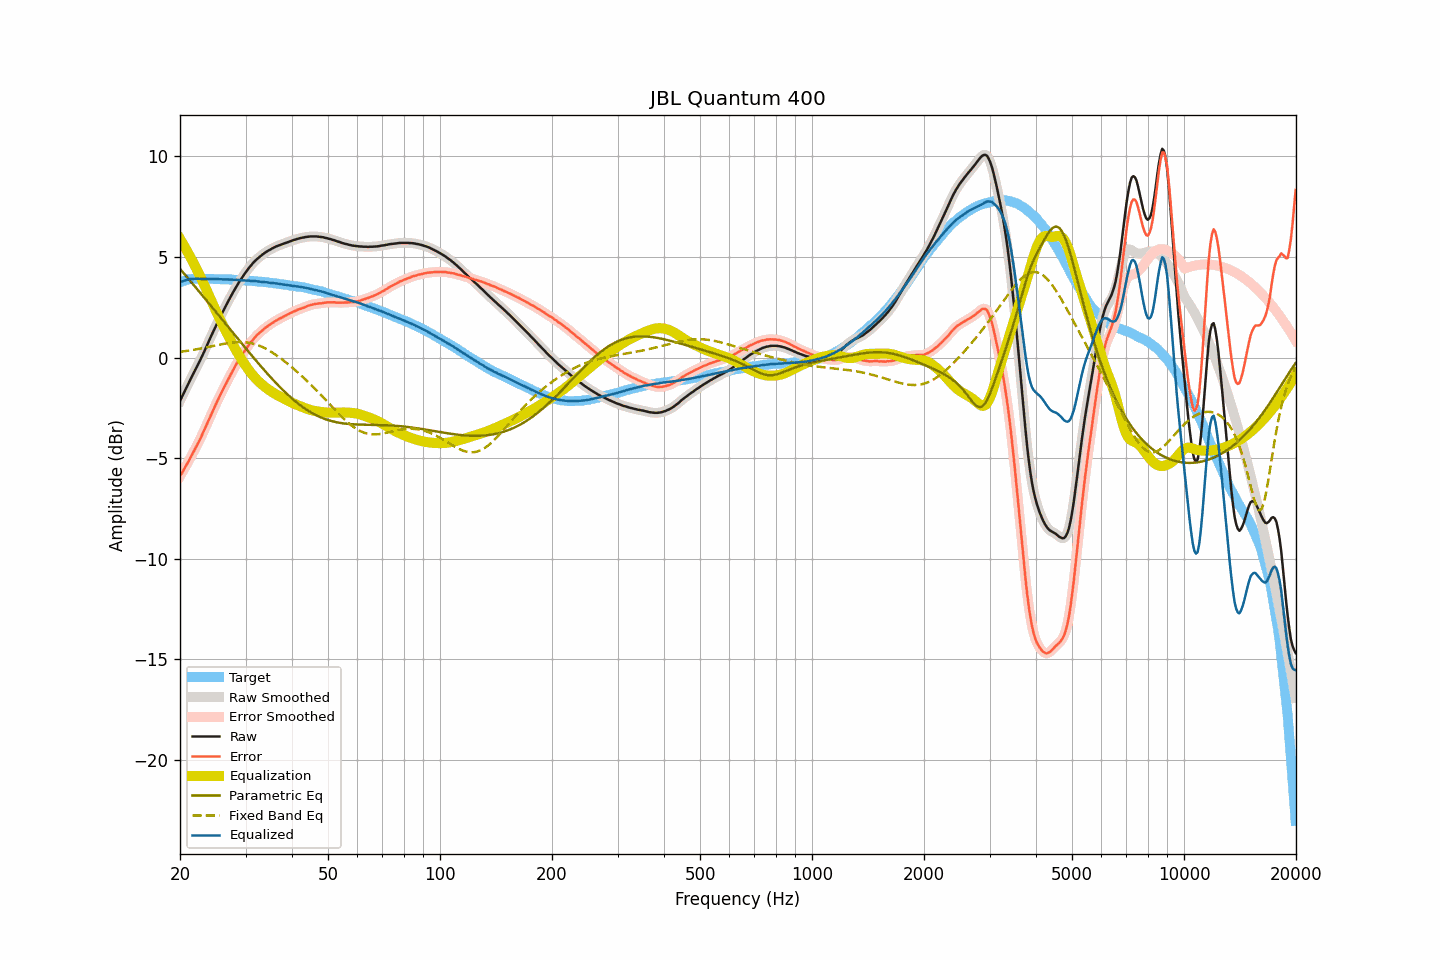 JBL Quantum 400
10
5
0
−5
−10
−15
−20
Amplitude (dBr)
Target
Raw Smoothed
Error Smoothed
Raw
Error
Equalization
Parametric Eq
Fixed Band Eq
Equalized
20 50 100 200 500 1000 2000 5000 10000 20000
Frequency (Hz)